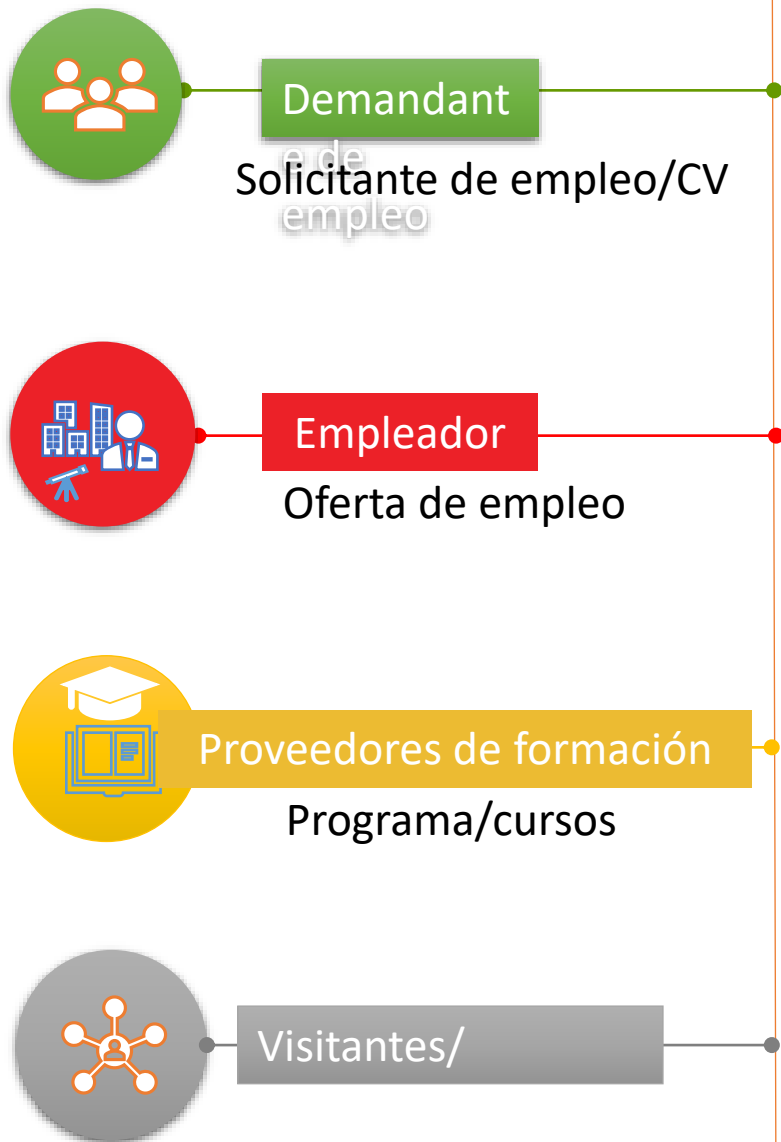 Demandant
e de
empleo
Solicitante de empleo/CV
Empleador
Oferta de empleo
Proveedores de formación
Programa/cursos
Visitantes/